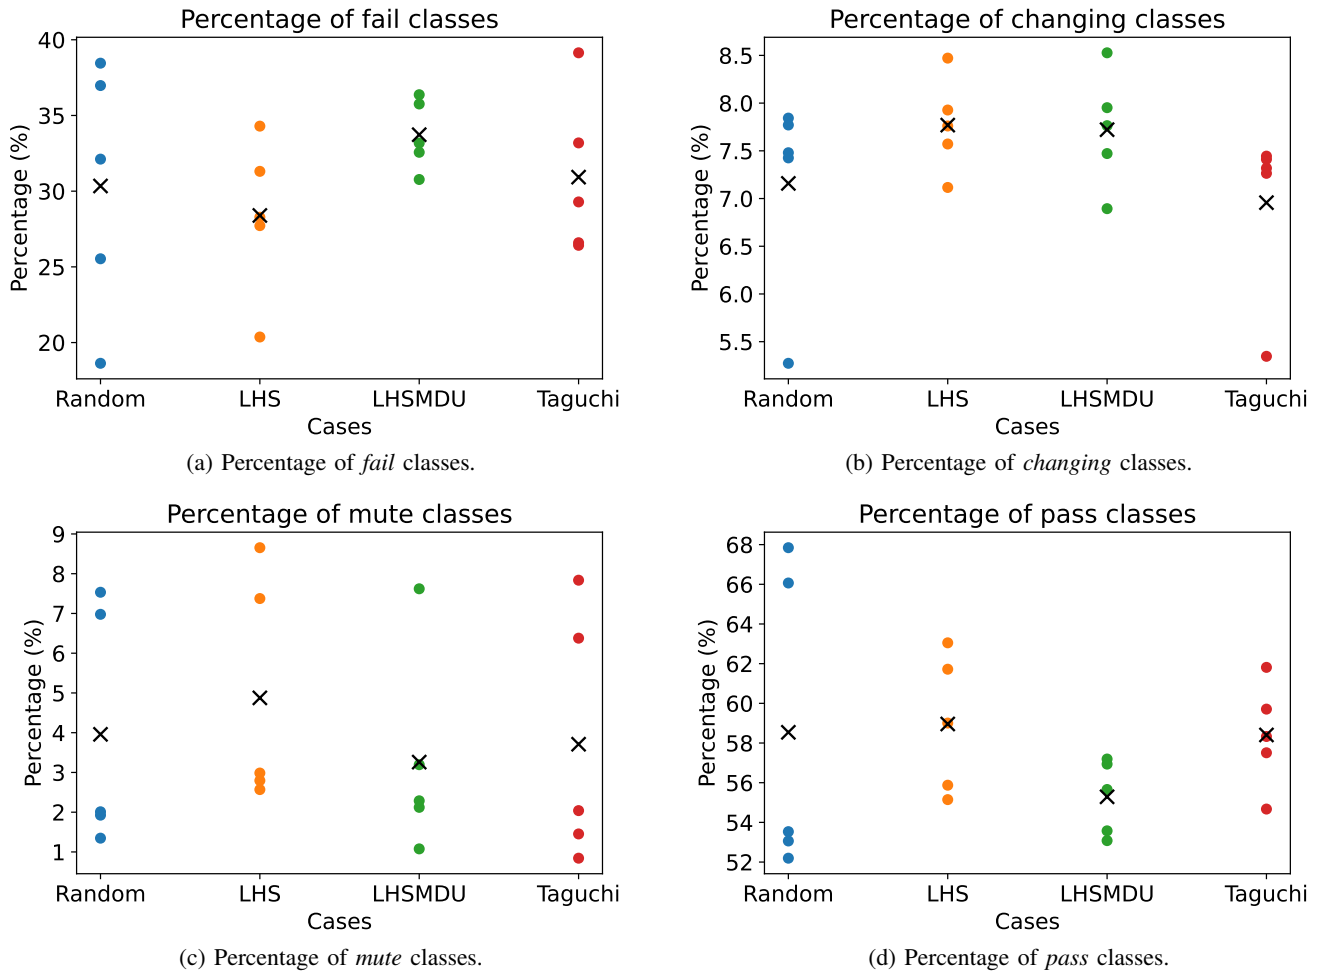 Percentage of fail classes
40
35
30
25
20
Percentage (%)
Random LHS LHSMDU Taguchi
Cases
(a) Percentage of fail classes.
Percentage of changing classes
8.5
8.0
7.5
7.0
6.5
6.0
5.5
Percentage (%)
Random LHS LHSMDU Taguchi
Cases
(b) Percentage of changing classes.
Percentage of mute classes
9
8
7
6
5
4
3
2
1
Percentage (%)
Random LHS LHSMDU Taguchi
Cases
(c) Percentage of mute classes.
Percentage of pass classes
68
66
64
62
60
58
56
54
52
Percentage (%)
Random LHS LHSMDU Taguchi
Cases
(d) Percentage of pass classes.